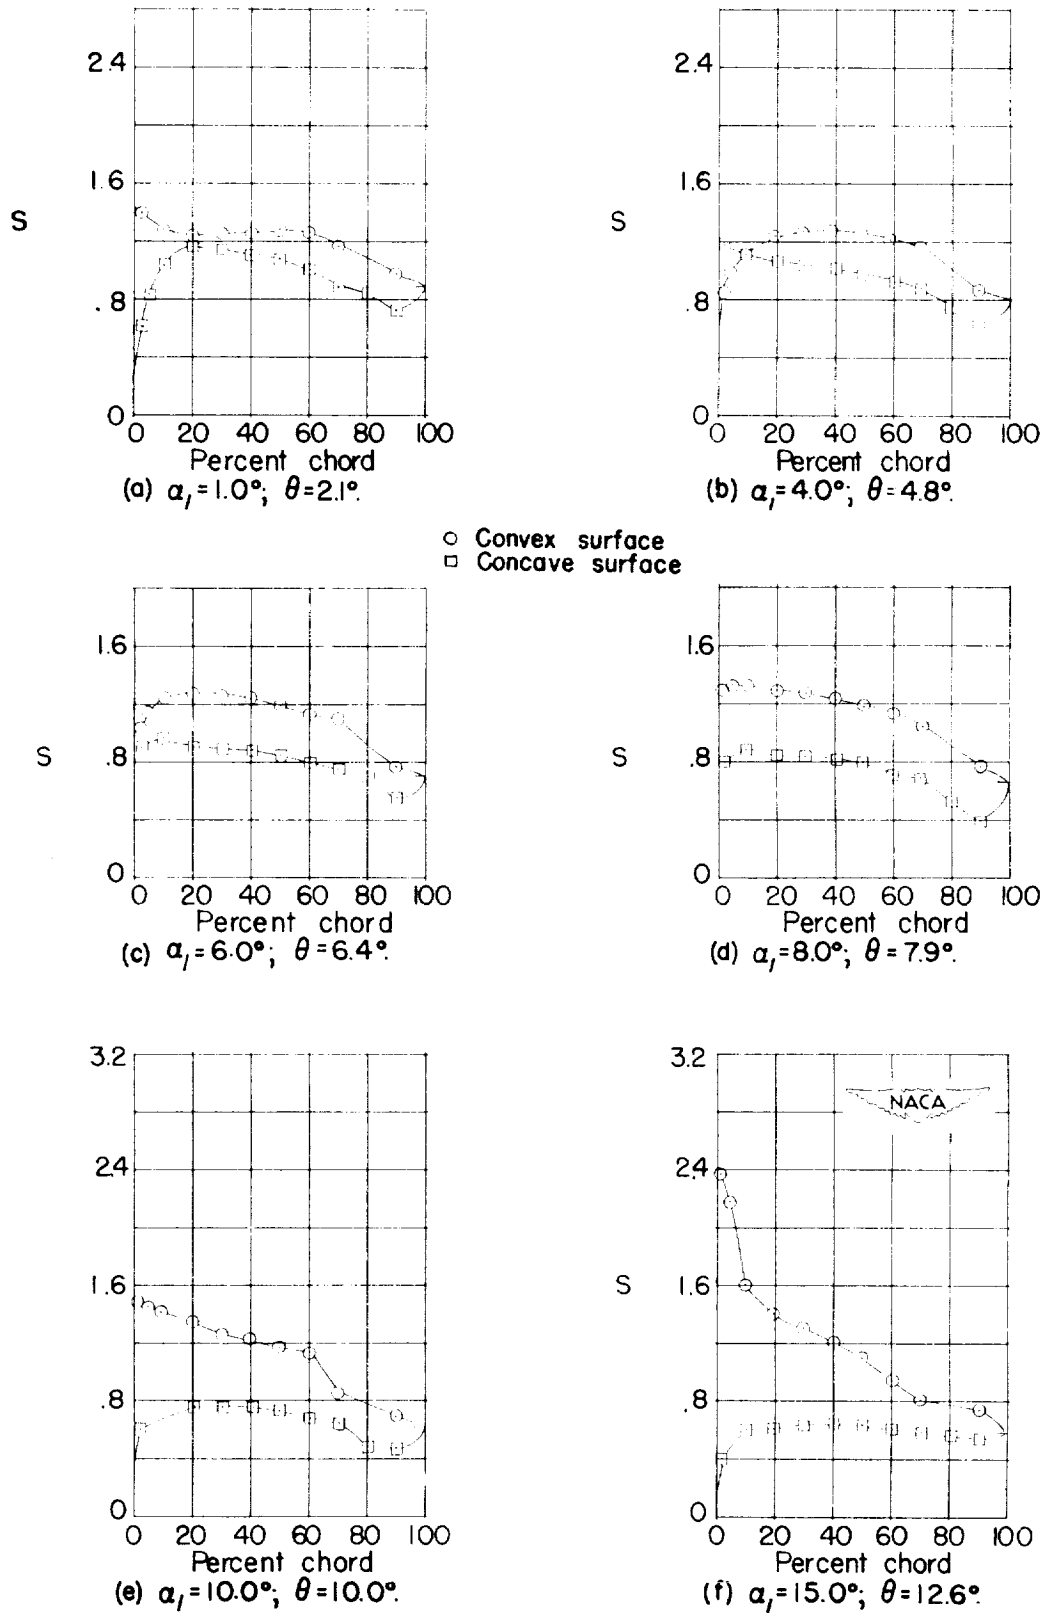 2.4 2.4
1.6 1.6
S S
.8 .8
0 0
0 20 40 60 80 100 0 20 40 60 80 100
Percent chord Percent chord
(a) α₁=1.0°; θ=2.1°. (b) α₁=4.0°; θ=4.8°.
○ Convex surface
□ Concave surface
1.6 1.6
S S
.8 .8
0 0
0 20 40 60 80 100 0 20 40 60 80 100
Percent chord Percent chord
(c) α₁=6.0°; θ=6.4°. (d) α₁=8.0°; θ=7.9°.
3.2 3.2
NACA
2.4 2.4
1.6 S 1.6
.8 .8
0 0
0 20 40 60 80 100 0 20 40 60 80 100
Percent chord Percent chord
(e) α₁=10.0°; θ=10.0°. (f) α₁=15.0°; θ=12.6°.